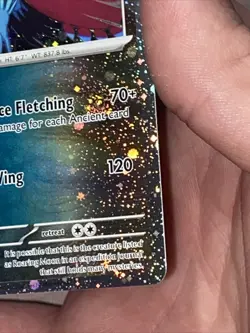 HT: 6'7" WT: 837.8 lbs.
ce Fletching 70+
amage for each Ancient card
Wing 120
retreat
It is possible that this is the creature listed
as Roaring Moon in an expedition journal
that still holds many mysteries.